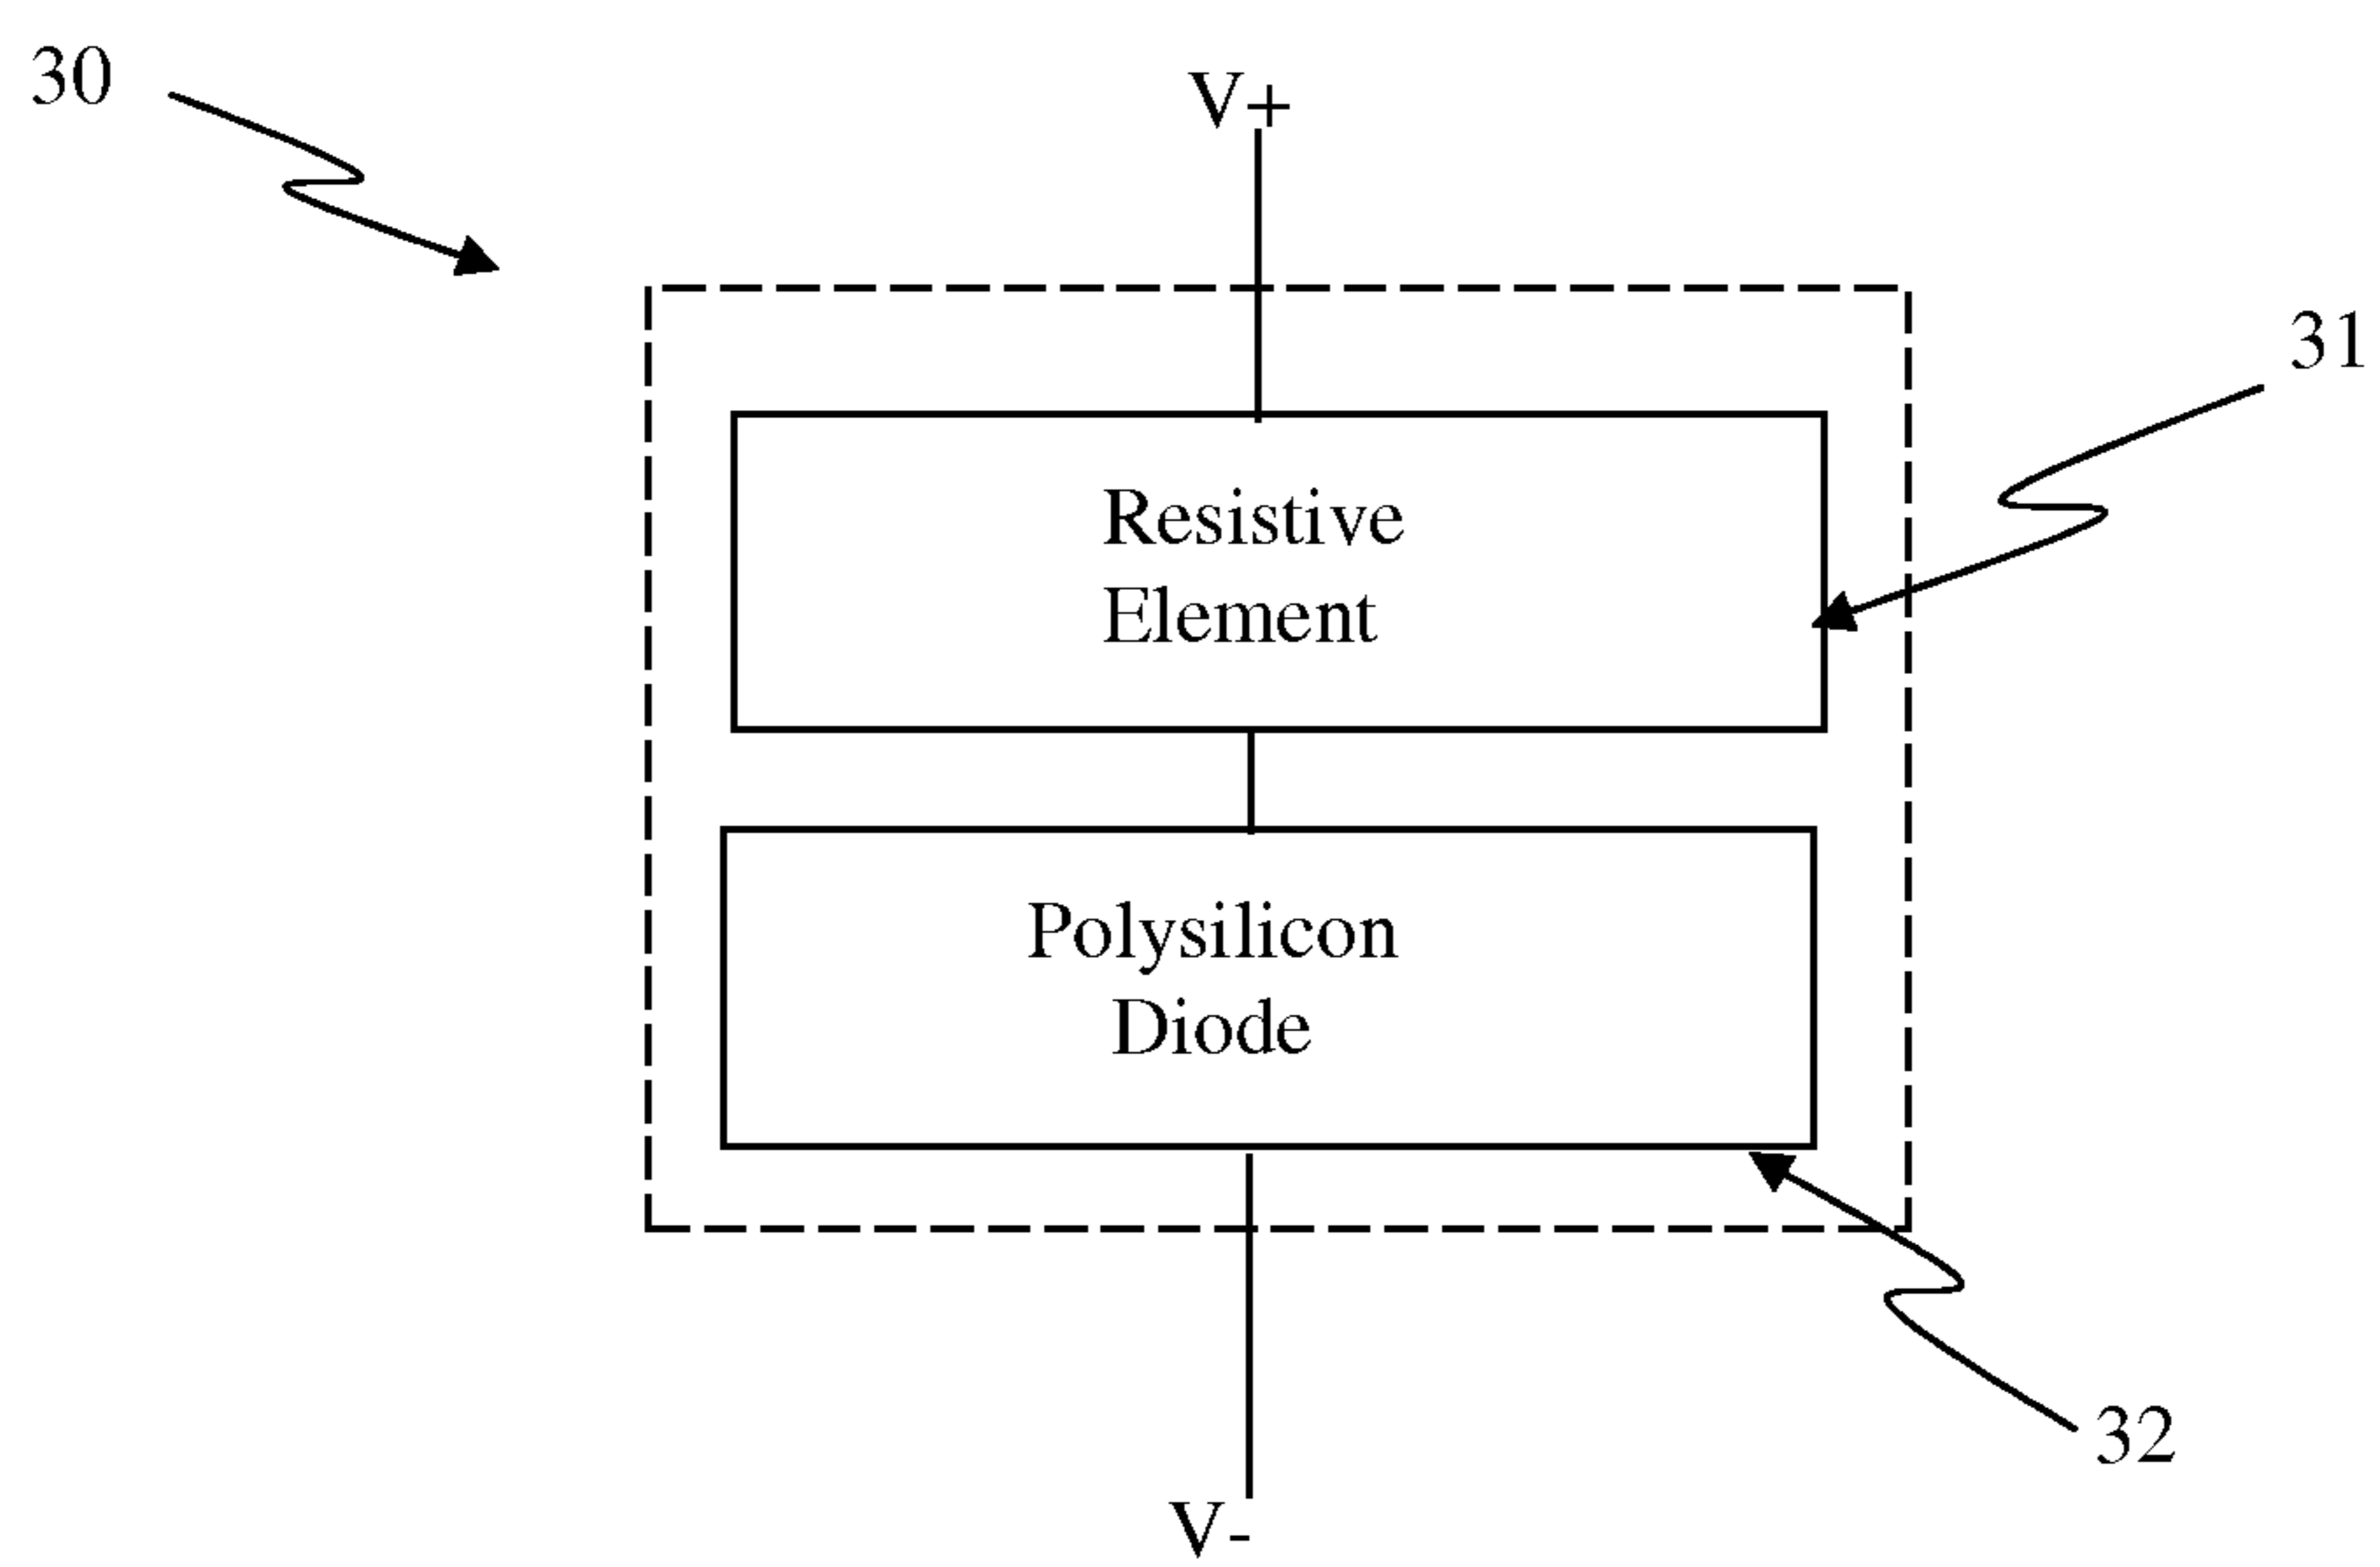 30
V+
31
Resistive
Element
Polysilicon
Diode
32
V-